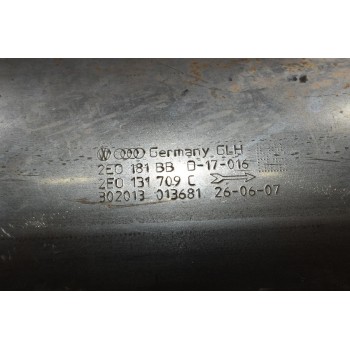 Germany GLH
2E0 181 BB D-17-016
2E0 131 709 C
302013 013681 26-06-07